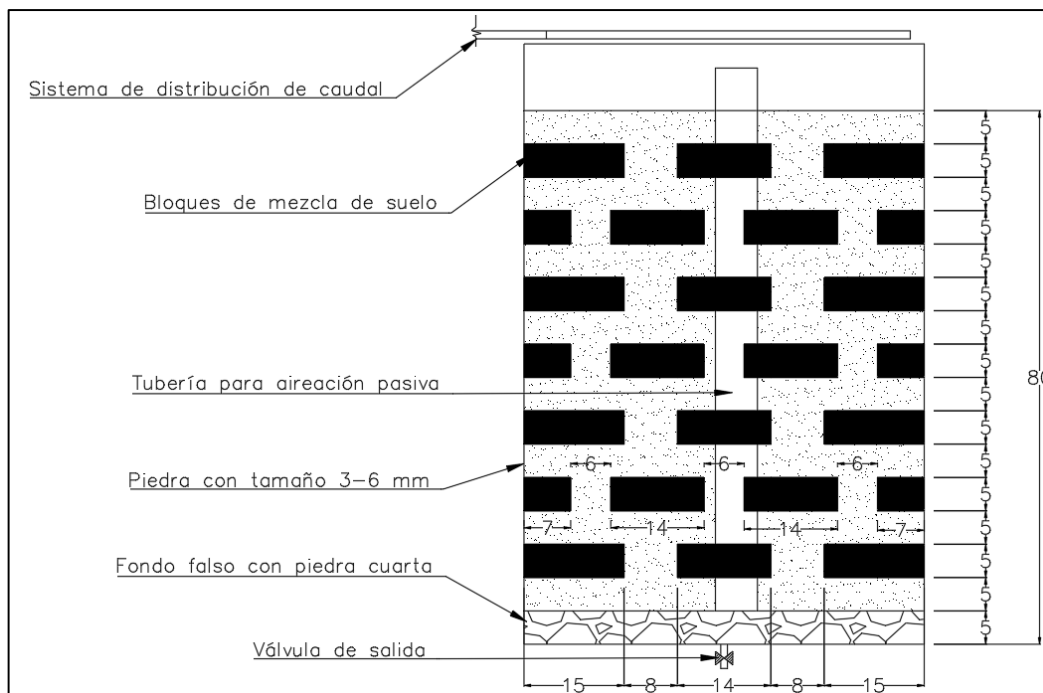 Sistema de distribución de caudal
5
5
5
Bloques de mezcla de suelo
5
5
5
5
5
80
Tubería para aireación pasiva
5
5
5
6 6 6
Piedra con tamaño 3-6 mm
5
7 14 14 7
5
5
Fondo falso con piedra cuarta
5
5
Válvula de salida
15 8 14 8 15